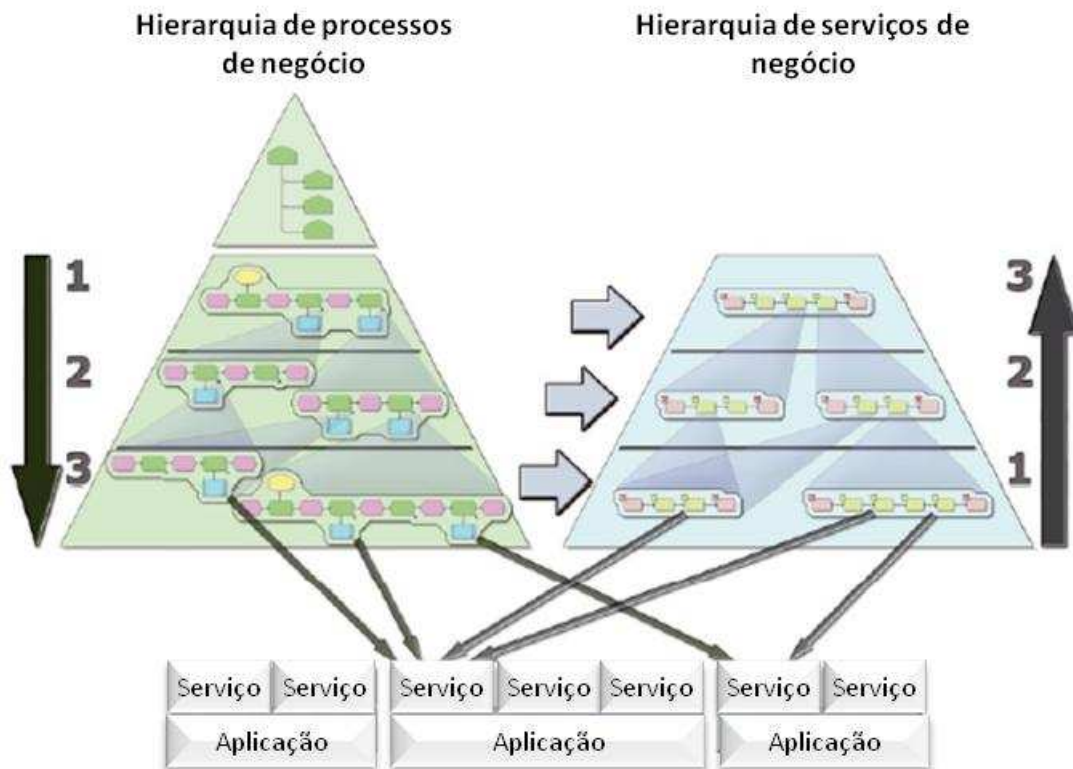 Hierarquia de processos
de negócio
Hierarquia de serviços de
negócio
1
2
3
3
2
1
Serviço Serviço Serviço Serviço Serviço Serviço Serviço
Aplicação Aplicação Aplicação